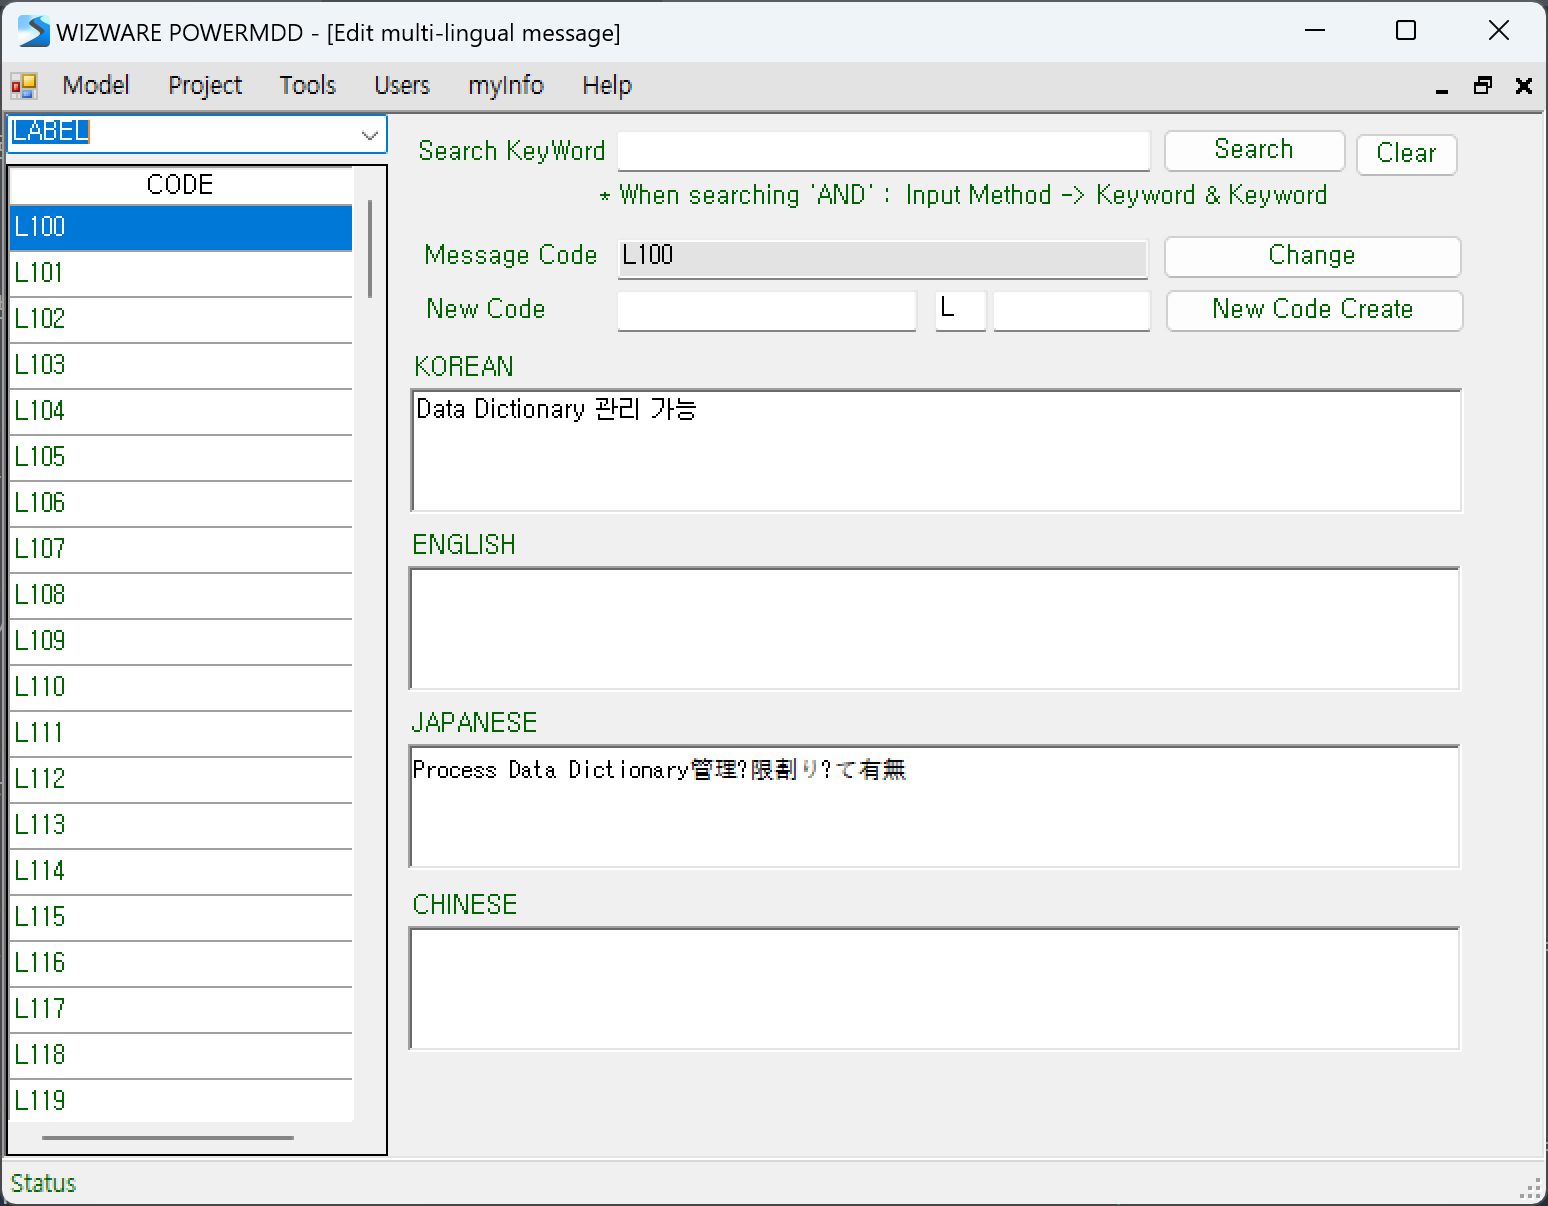 WIZWARE POWERMDD - [Edit multi-lingual message]
Model Project Tools Users myInfo Help
LABEL
CODE
L100
L101
L102
L103
L104
L105
L106
L107
L108
L109
L110
L111
L112
L113
L114
L115
L116
L117
L118
L119
Search KeyWord
Search
Clear
* When searching 'AND' : Input Method -> Keyword & Keyword
Message Code L100
Change
New Code
L
New Code Create
KOREAN
Data Dictionary 관리 가능
ENGLISH
JAPANESE
Process Data Dictionary管理?限割り?て有無
CHINESE
Status